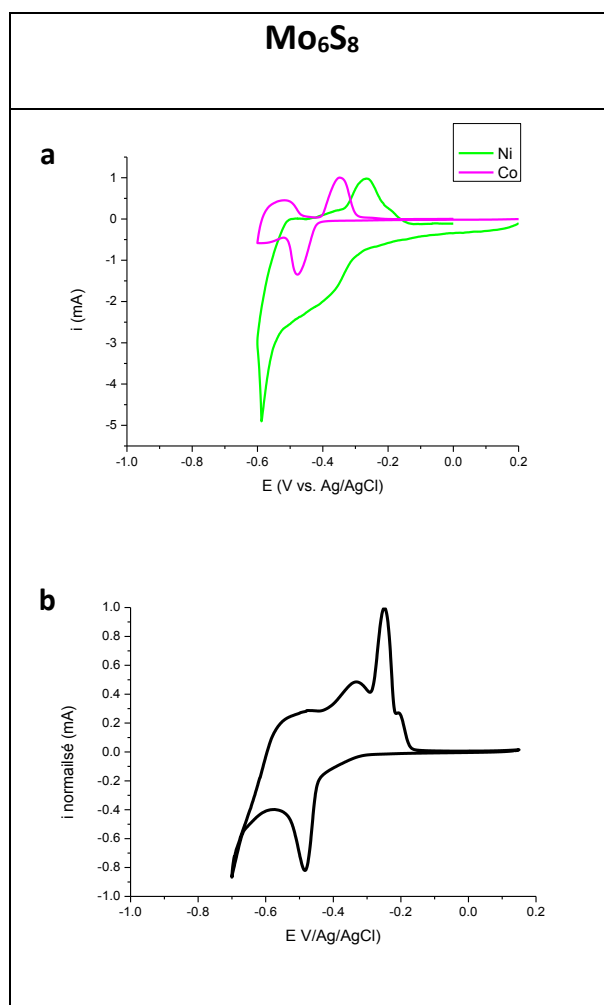 Mo₆S₈
a
Ni
Co
1
0
-1
-2
-3
-4
-5
i (mA)
-1.0 -0.8 -0.6 -0.4 -0.2 0.0 0.2
E (V vs. Ag/AgCl)
b
1.0
0.8
0.6
0.4
0.2
0.0
-0.2
-0.4
-0.6
-0.8
-1.0
i normailsé (mA)
-1.0 -0.8 -0.6 -0.4 -0.2 0.0 0.2
E V/Ag/AgCl)